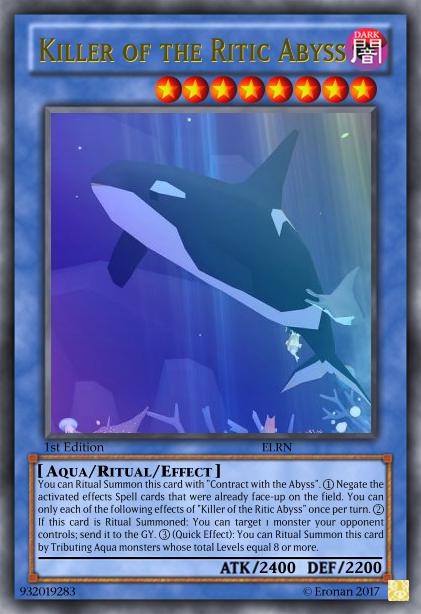 Killer of the Ritic Abyss
DARK
闇
1st Edition ELRN
[ Aqua/Ritual/Effect ]
You can Ritual Summon this card with "Contract with the Abyss". ① Negate the
activated effects Spell cards that were already face-up on the field. You can
only each of the following effects of "Killer of the Ritic Abyss" once per turn. ②
If this card is Ritual Summoned: You can target 1 monster your opponent
controls; send it to the GY. ③ (Quick Effect): You can Ritual Summon this card
by Tributing Aqua monsters whose total Levels equal 8 or more.
ATK/2400 DEF/2200
932019283 © Eronan 2017